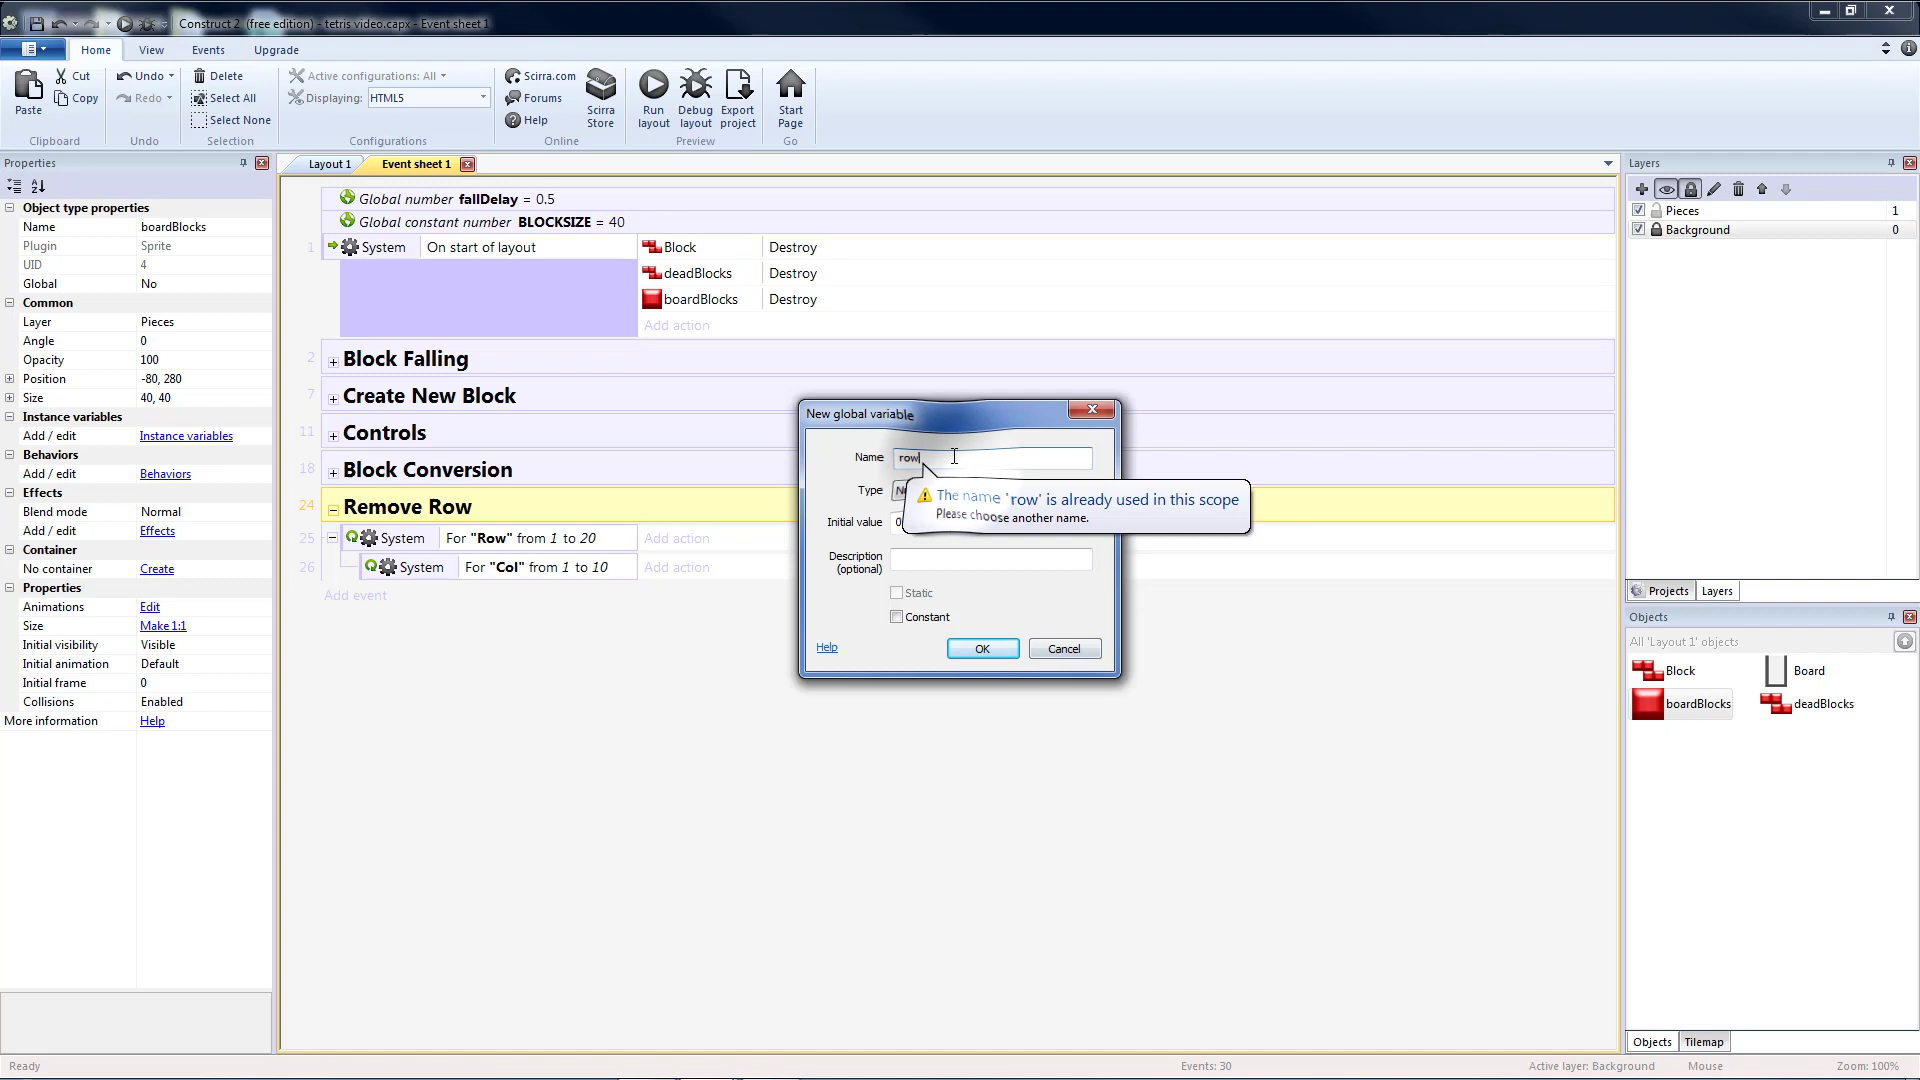 Construct 2 (free edition) - tetris video.capx - Event sheet 1
Home View Events Upgrade
Paste Cut Copy Clipboard
Undo Redo Undo
Delete Select All Select None Selection
Active configurations: All
Displaying: HTML5
Configurations
Scirra.com Forums Help Scirra Store Online
Run layout Debug layout Export project Preview
Start Page Go
Properties
Object type properties
Name boardBlocks
Plugin Sprite
UID 4
Global No
Common
Layer Pieces
Angle 0
Opacity 100
Position -80, 280
Size 40, 40
Instance variables
Add / edit Instance variables
Behaviors
Add / edit Behaviors
Effects
Blend mode Normal
Add / edit Effects
Container
No container Create
Properties
Animations Edit
Size Make 1:1
Initial visibility Visible
Initial animation Default
Initial frame 0
Collisions Enabled
More information Help
Layout 1 Event sheet 1
Global number fallDelay = 0.5
Global constant number BLOCKSIZE = 40
1 System On start of layout Block Destroy
deadBlocks Destroy
boardBlocks Destroy
Add action
2 Block Falling
7 Create New Block
11 Controls
18 Block Conversion
24 Remove Row
25 System For "Row" from 1 to 20 Add action
26 System For "Col" from 1 to 10 Add action
Add event
New global variable
Name row
Type
The name 'row' is already used in this scope
Please choose another name.
Initial value 0
Description (optional)
Static
Constant
Help OK Cancel
Layers
Pieces 1
Background 0
Projects Layers
Objects
All 'Layout 1' objects
Block Board
boardBlocks deadBlocks
Objects Tilemap
Ready Events: 30 Active layer: Background Mouse Zoom: 100%